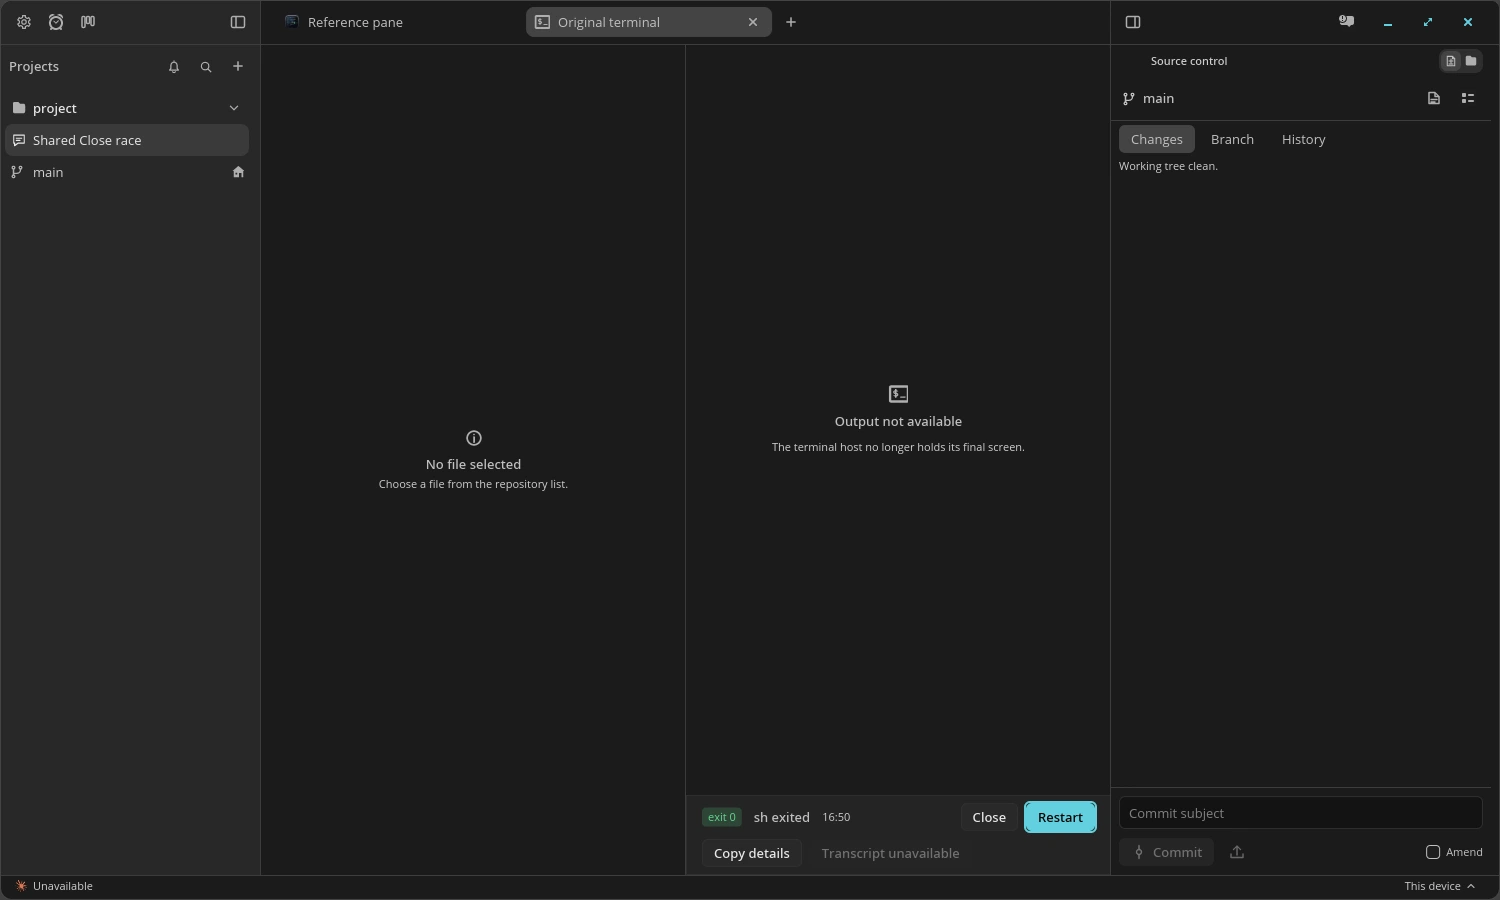 Reference pane
Original terminal
Projects
project
Shared Close race
main
No file selected
Choose a file from the repository list.
Output not available
The terminal host no longer holds its final screen.
exit 0
sh exited
16:50
Close
Restart
Copy details
Transcript unavailable
Source control
main
Changes
Branch
History
Working tree clean.
Commit subject
Commit
Amend
Unavailable
This device